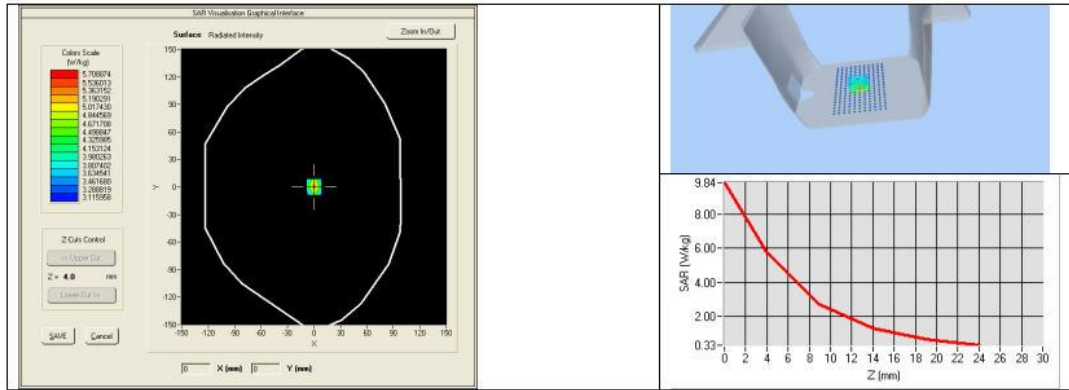 SAR Visualisation Graphical Interface
Surface Radiated Intensity
Zoom In/Out
Colors Scale
(W/kg)
5.708874
5.536013
5.363152
5.190291
5.017430
4.844569
4.671708
4.498847
4.325985
4.153124
3.980263
3.807402
3.634541
3.461680
3.288819
3.115958
Z-Cuts Control
<< Upper Cut
Z = 4.0 mm
Lower Cut >>
SAVE Cancel
150-
120-
90-
60-
30-
0-
-30-
-60-
-90-
-120-
-150-
Y
-150 -120 -90 -60 -30 0 30 60 90 120 150
X
0 X (mm) 0 Y (mm)
9.84
8.00
6.00
4.00
2.00
0.33
SAR (W/kg)
0 2 4 6 8 10 12 14 16 18 20 22 24 26 28 30
Z (mm)